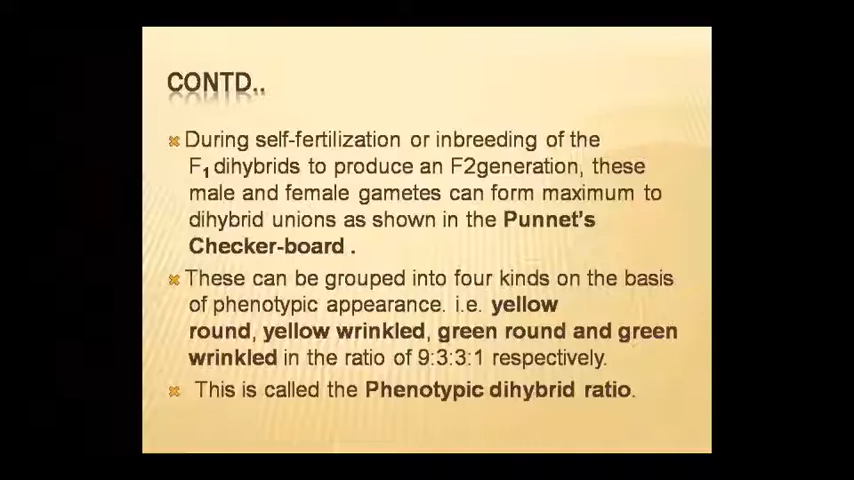 CONTD..
During self-fertilization or inbreeding of the
F1 dihybrids to produce an F2generation, these
male and female gametes can form maximum to
dihybrid unions as shown in the Punnet's
Checker-board .
These can be grouped into four kinds on the basis
of phenotypic appearance. i.e. yellow
round, yellow wrinkled, green round and green
wrinkled in the ratio of 9:3:3:1 respectively.
This is called the Phenotypic dihybrid ratio.